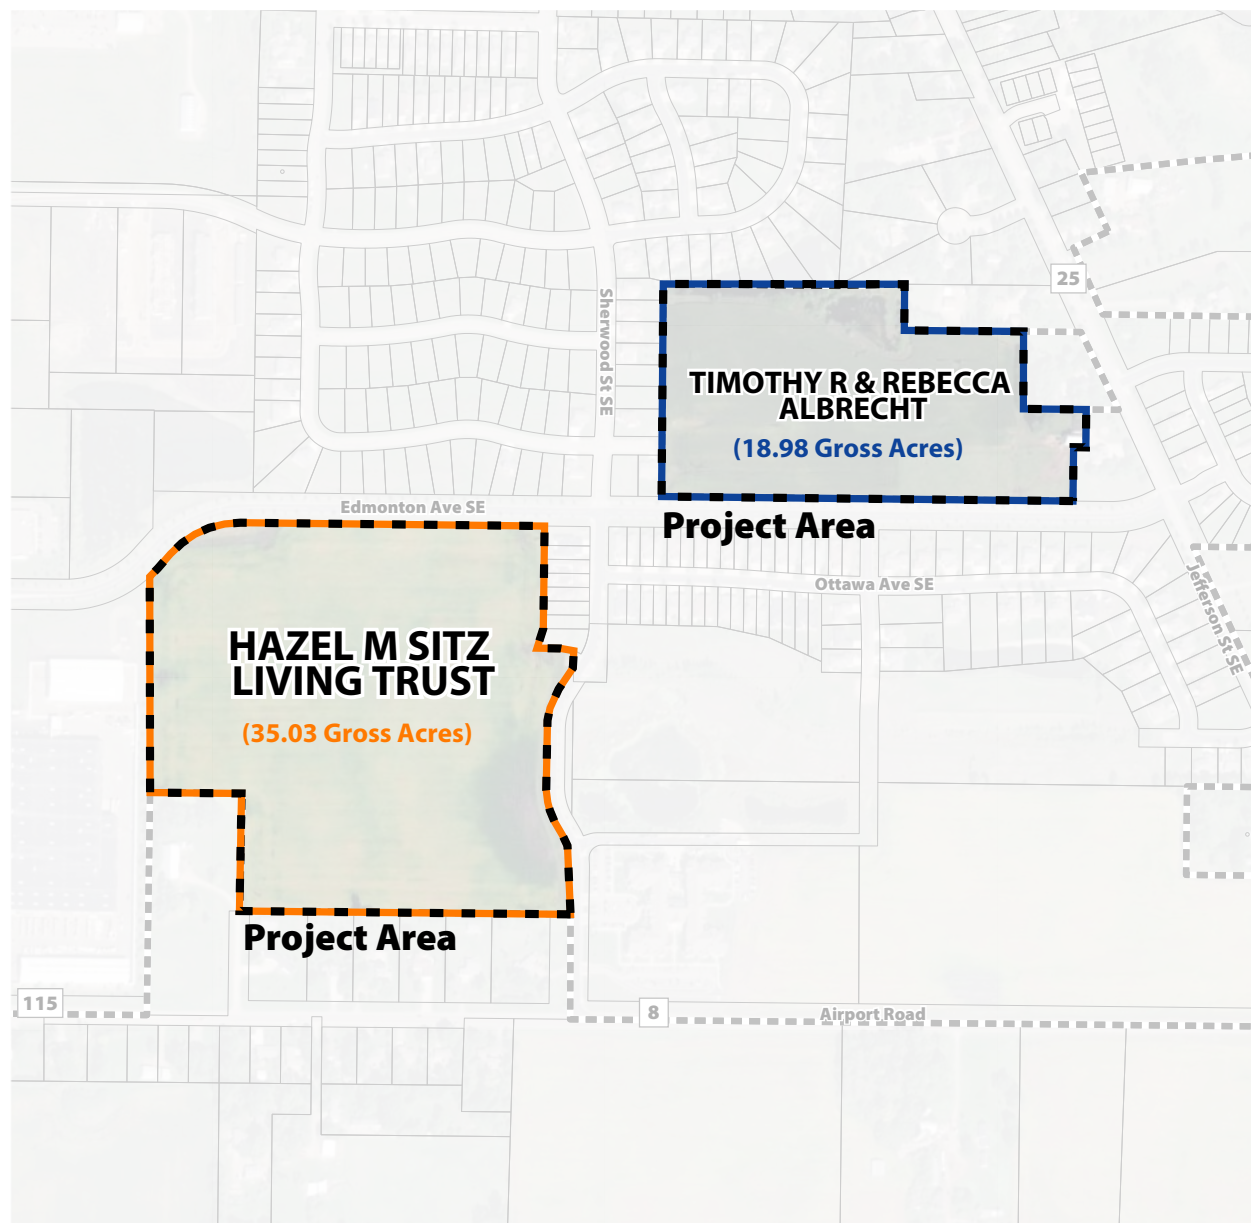 25
Sherwood St SE
TIMOTHY R & REBECCA
ALBRECHT
(18.98 Gross Acres)
Edmonton Ave SE
Project Area
Ottawa Ave SE
Jefferson St SE
HAZEL M SITZ
LIVING TRUST
(35.03 Gross Acres)
Project Area
115
8
Airport Road